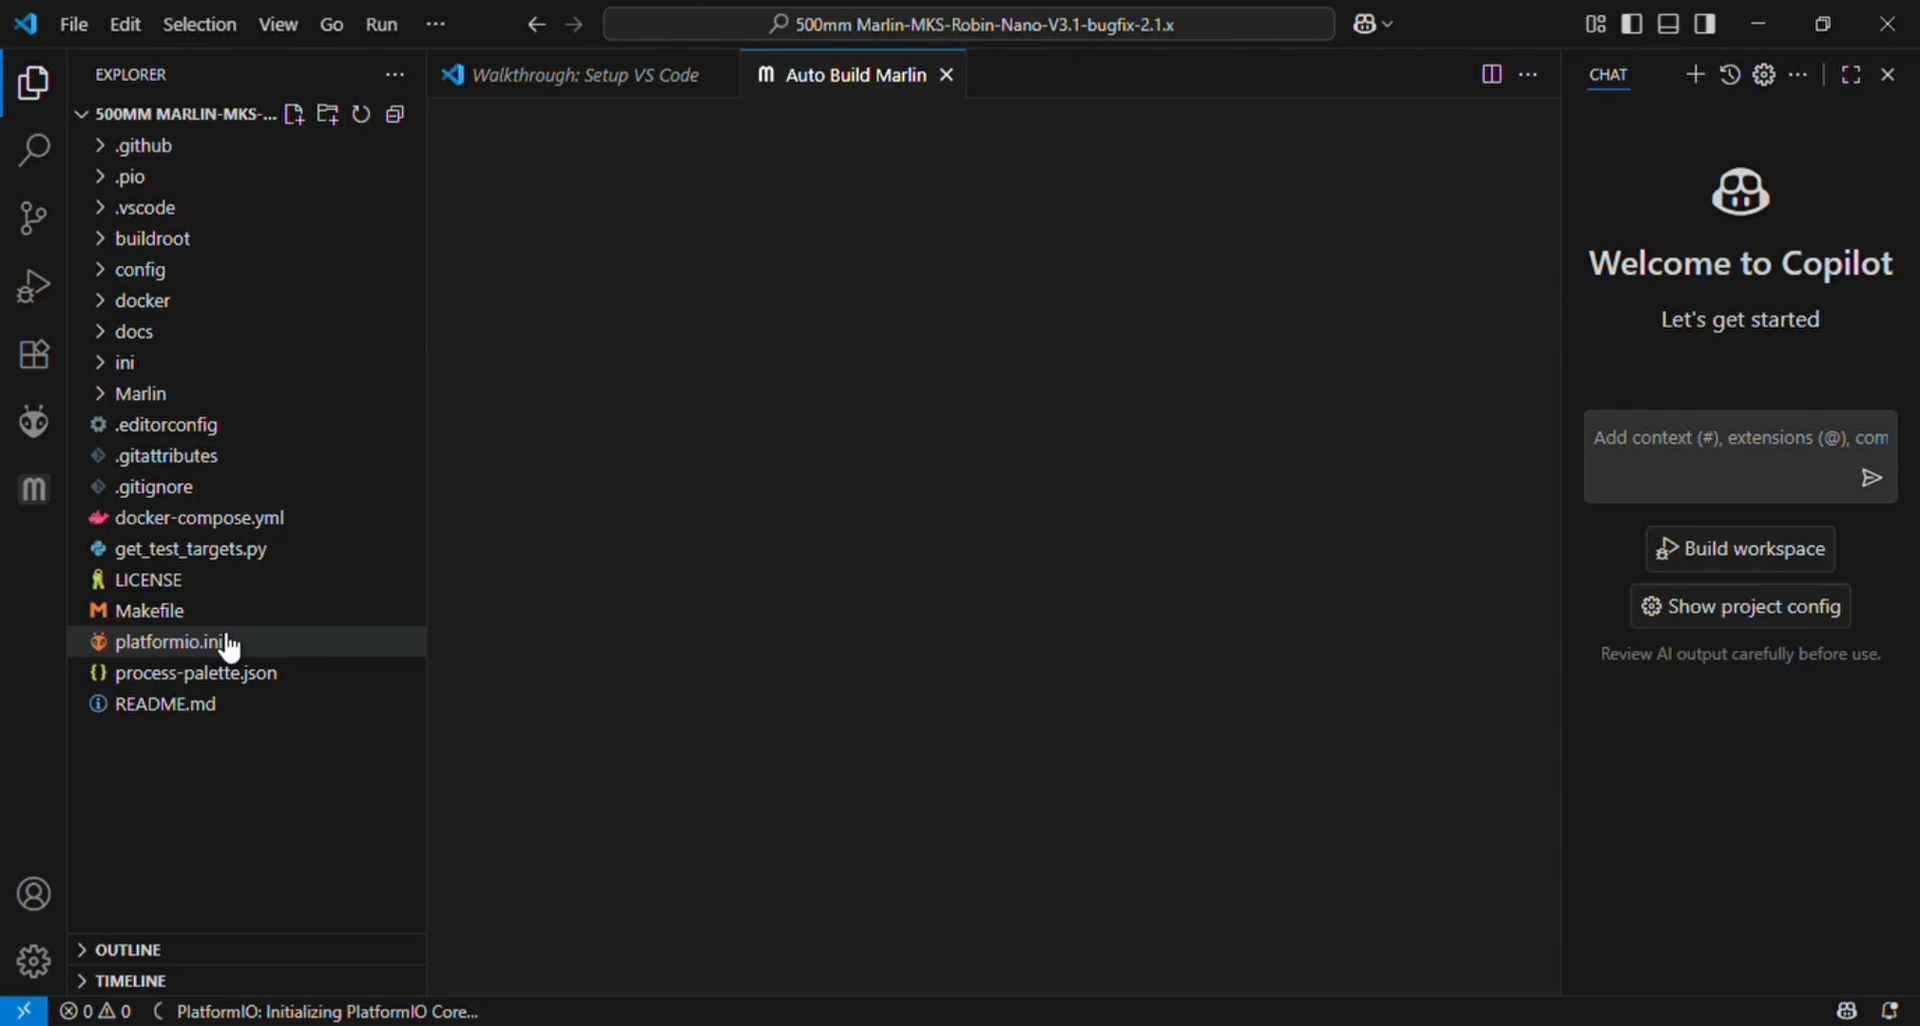 File Edit Selection View Go Run ···
500mm Marlin-MKS-Robin-Nano-V3.1-bugfix-2.1.x
EXPLORER
500MM MARLIN-MKS-...
.github
.pio
.vscode
buildroot
config
docker
docs
ini
Marlin
.editorconfig
.gitattributes
.gitignore
docker-compose.yml
get_test_targets.py
LICENSE
Makefile
platformio.ini
process-palette.json
README.md
OUTLINE
TIMELINE
Walkthrough: Setup VS Code
Auto Build Marlin
CHAT
Welcome to Copilot
Let's get started
Add context (#), extensions (@), com
Build workspace
Show project config
Review AI output carefully before use.
0 0 PlatformIO: Initializing PlatformIO Core...